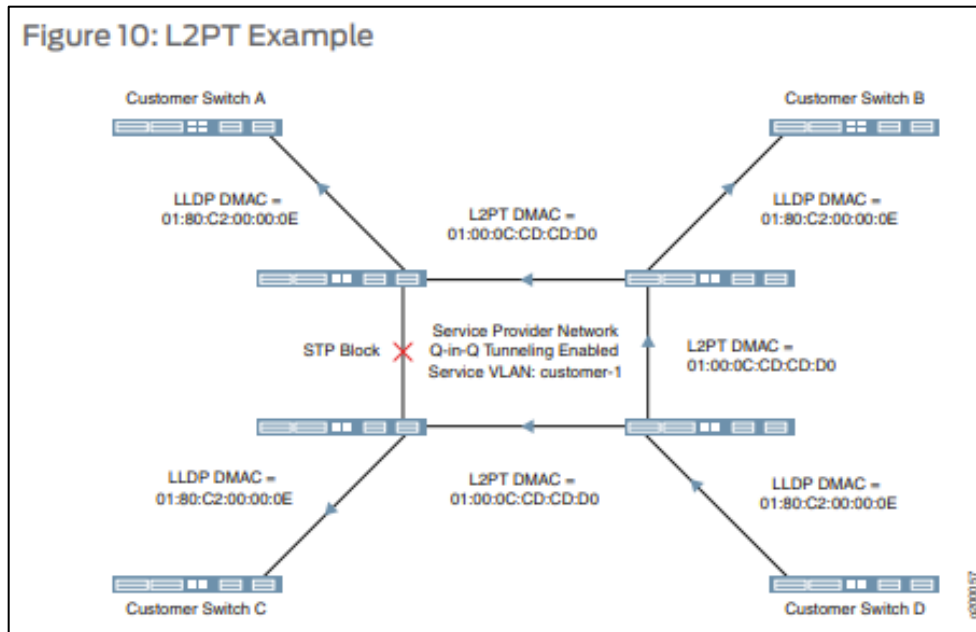 Figure 10: L2PT Example
Customer Switch A
Customer Switch B
LLDP DMAC =
01:80:C2:00:00:0E
L2PT DMAC =
01:00:0C:CD:CD:D0
LLDP DMAC =
01:80:C2:00:00:0E
STP Block
Service Provider Network
Q-in-Q Tunneling Enabled
Service VLAN: customer-1
L2PT DMAC =
01:00:0C:CD:CD:D0
LLDP DMAC =
01:80:C2:00:00:0E
L2PT DMAC =
01:00:0C:CD:CD:D0
LLDP DMAC =
01:80:C2:00:00:0E
Customer Switch C
Customer Switch D